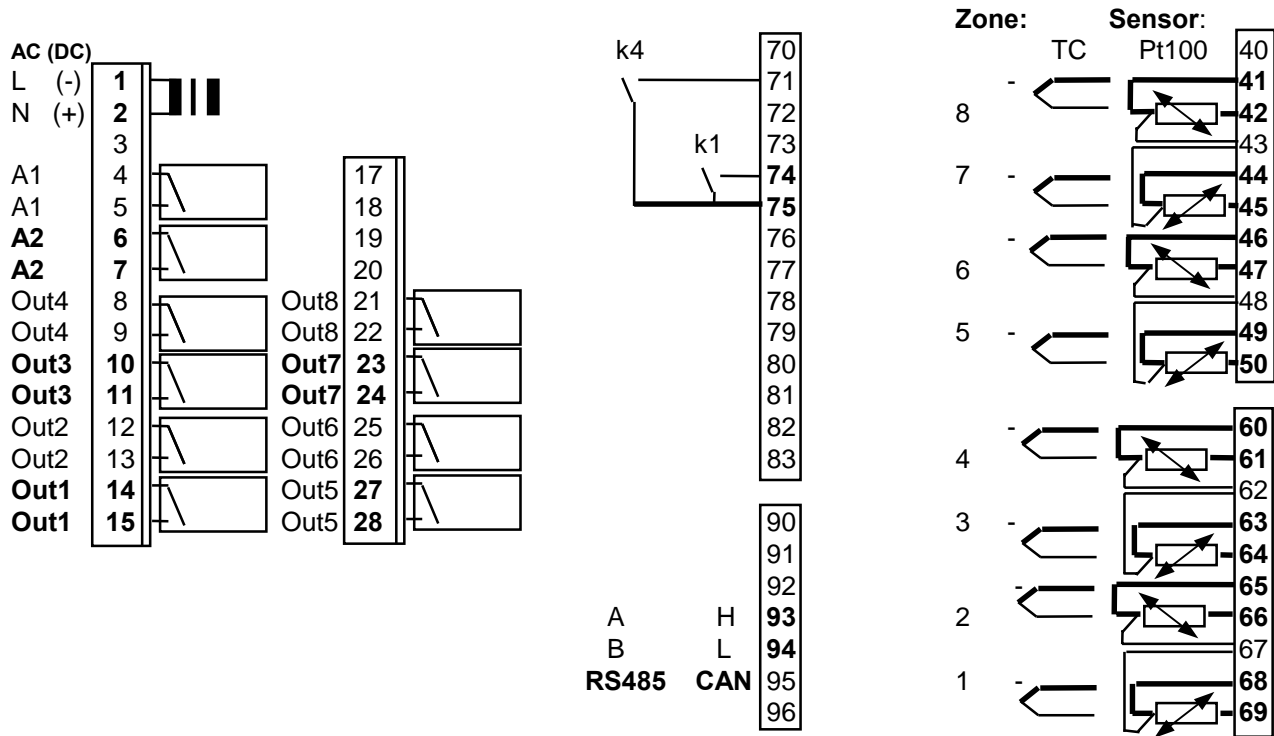 AC (DC)
L (-) 1
N (+) 2
3
A1 4
A1 5
A2 6
A2 7
Out4 8
Out4 9
Out3 10
Out3 11
Out2 12
Out2 13
Out1 14
Out1 15
17
18
19
20
Out8 21
Out8 22
Out7 23
Out7 24
Out6 25
Out6 26
Out5 27
Out5 28
k4
k1
70
71
72
73
74
75
76
77
78
79
80
81
82
83
90
91
92
A H 93
B L 94
RS485 CAN 95
96
Zone: Sensor:
TC Pt100 40
- 41
8 42
43
7 - 44
45
- 46
6 47
48
5 - 49
50
- 60
4 61
62
3 - 63
64
- 65
2 66
67
1 - 68
69